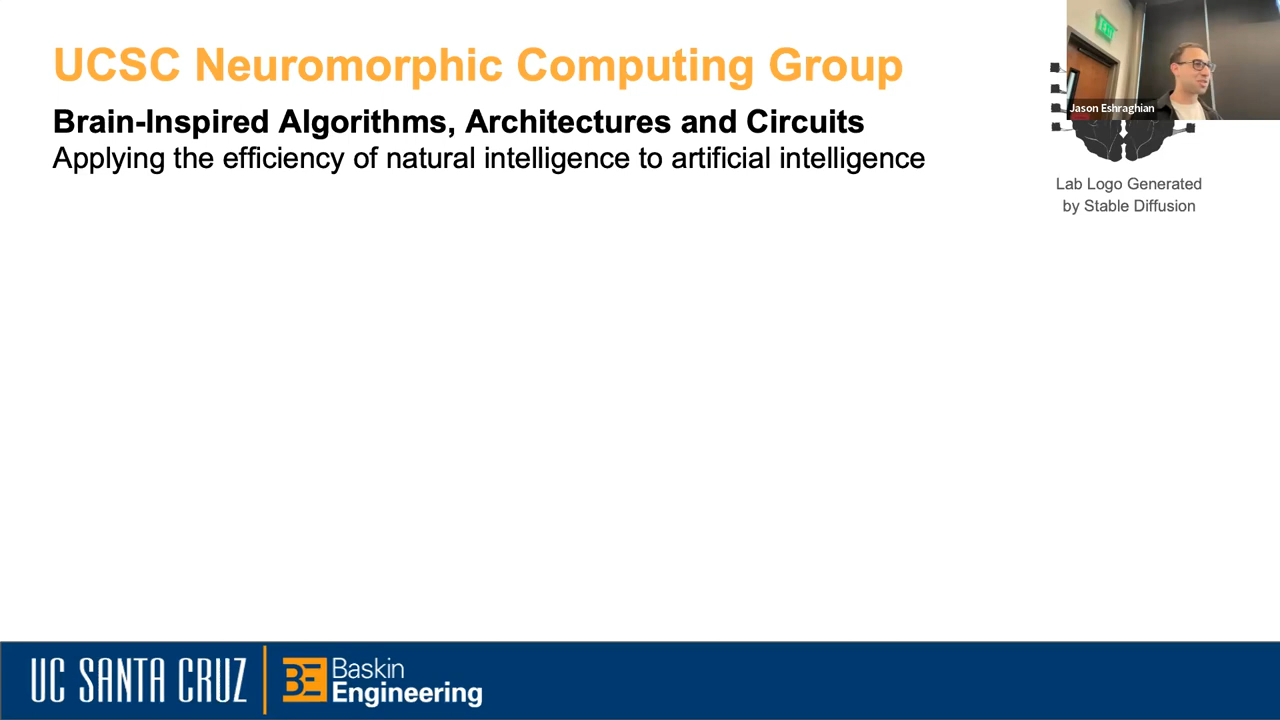 UCSC Neuromorphic Computing Group
Brain-Inspired Algorithms, Architectures and Circuits
Applying the efficiency of natural intelligence to artificial intelligence
EXIT
Jason Eshraghian
Lab Logo Generated
by Stable Diffusion
UC SANTA CRUZ
BE
Baskin
Engineering